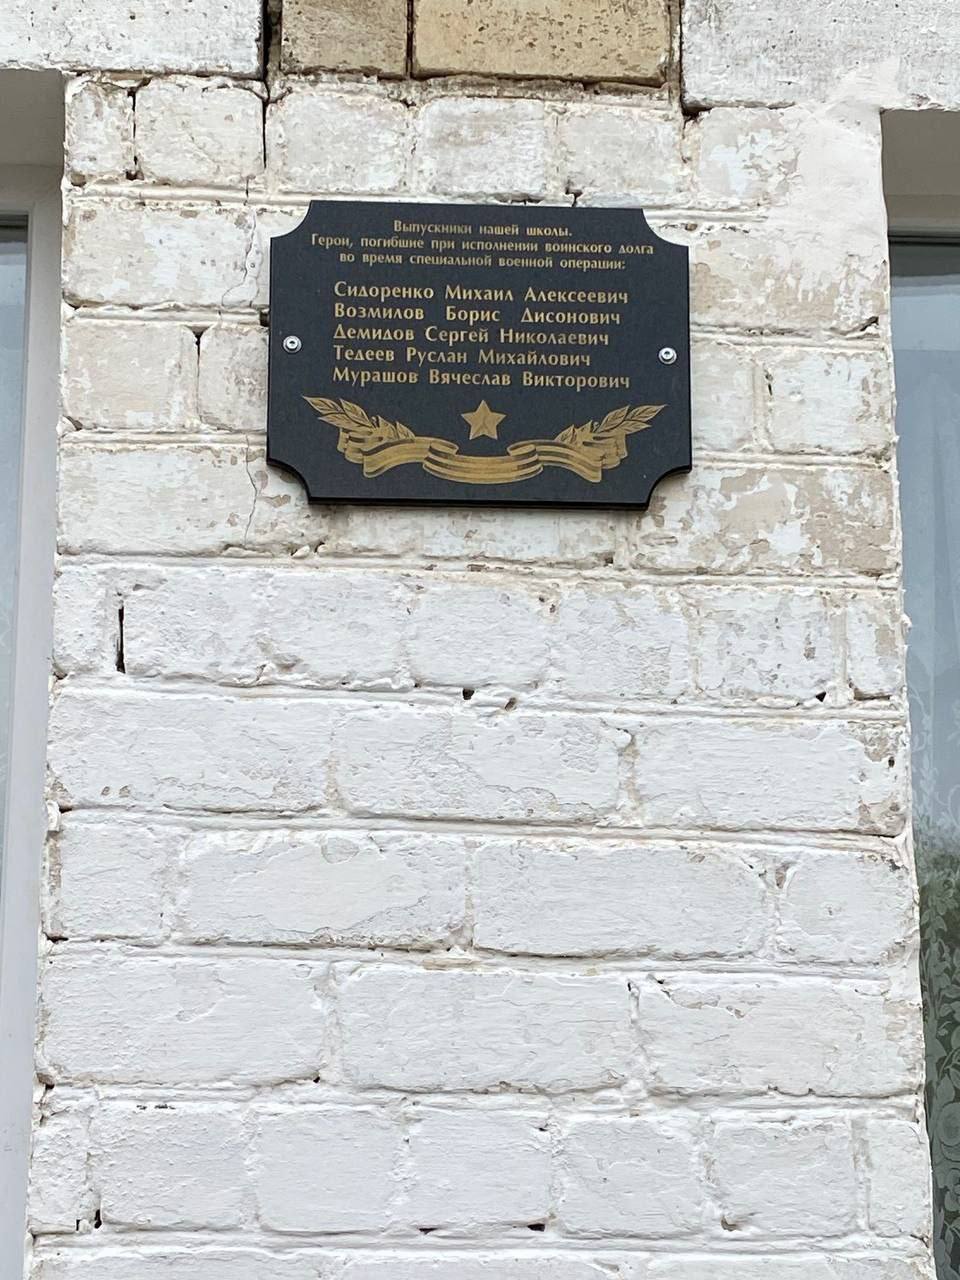 Выпускники нашей школы.
Герои, погибшие при исполнении воинского долга
во время специальной военной операции:
Сидоренко Михаил Алексеевич
Возмилов Борис Дисонович
Демидов Сергей Николаевич
Тедеев Руслан Михайлович
Мурашов Вячеслав Викторович